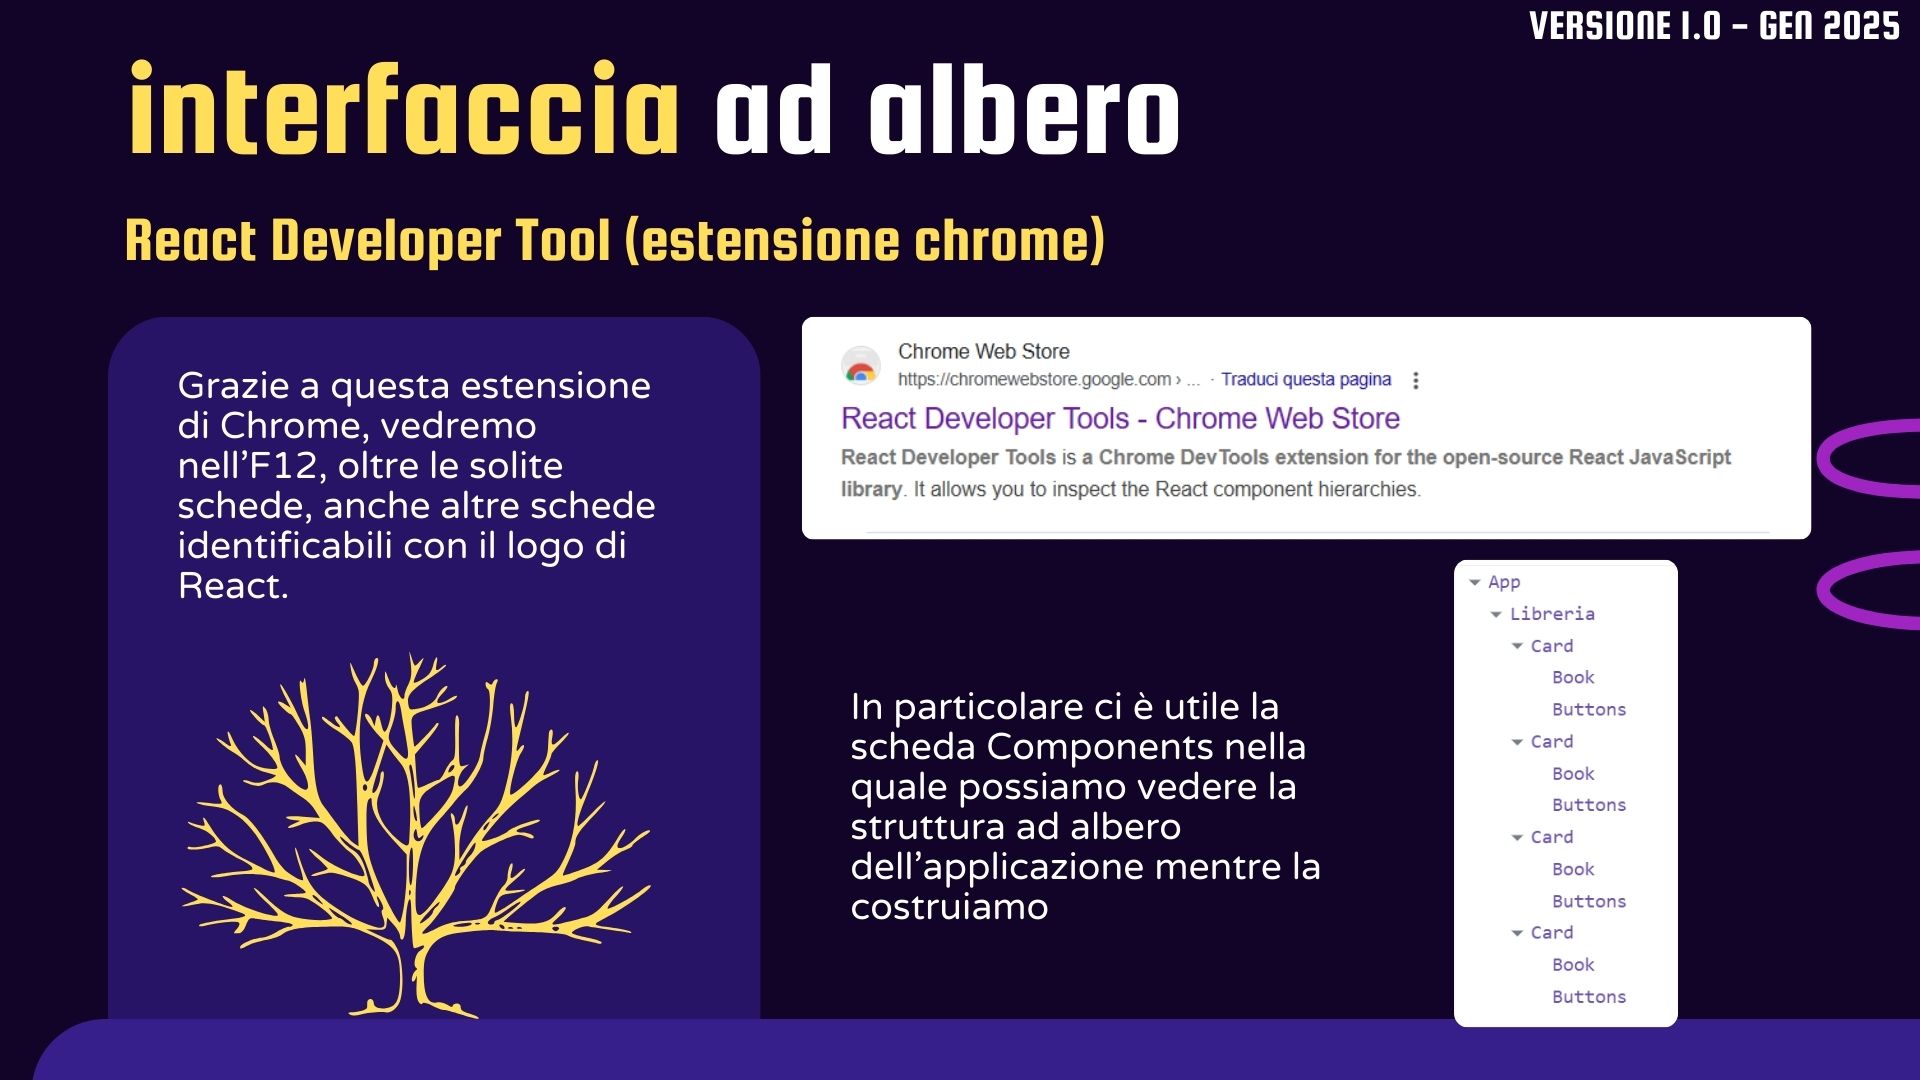 VERSIONE 1.0 - GEN 2025
interfaccia ad albero
React Developer Tool (estensione chrome)
Grazie a questa estensione
di Chrome, vedremo
nell’F12, oltre le solite
schede, anche altre schede
identificabili con il logo di
React.
Chrome Web Store
https://chromewebstore.google.com › ... · Traduci questa pagina
React Developer Tools - Chrome Web Store
React Developer Tools is a Chrome DevTools extension for the open-source React JavaScript
library. It allows you to inspect the React component hierarchies.
In particolare ci è utile la
scheda Components nella
quale possiamo vedere la
struttura ad albero
dell’applicazione mentre la
costruiamo
App
Libreria
Card
Book
Buttons
Card
Book
Buttons
Card
Book
Buttons
Card
Book
Buttons